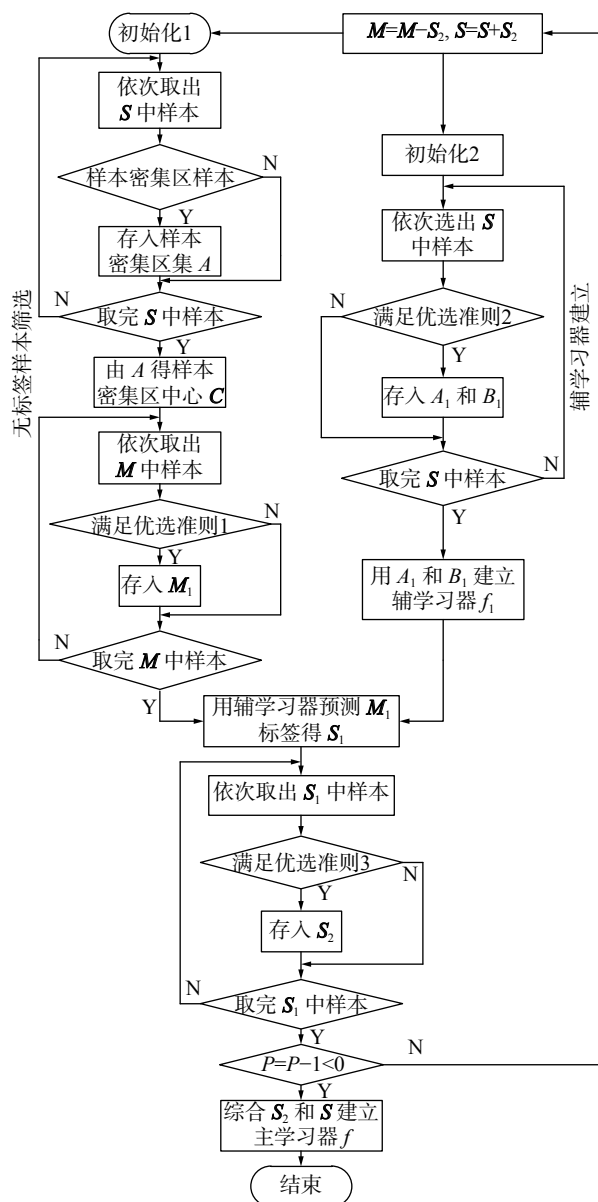 初始化1
M=M−S₂, S=S+S₂
依次取出
S 中样本
样本密集区样本
N
Y
存入样本
密集区集 A
N
取完 S 中样本
Y
由 A 得样本
密集区中心 C
依次取出
M 中样本
满足优选准则1
N
Y
存入 M₁
N
取完 M 中样本
Y
无标签样本筛选
初始化2
依次选出 S
中样本
N
满足优选准则2
Y
存入 A₁ 和 B₁
取完 S 中样本
N
Y
用 A₁ 和 B₁ 建立
辅学习器 f₁
辅学习器建立
用辅学习器预测 M₁
标签得 S₁
依次取出 S₁ 中样本
满足优选准则3
N
Y
存入 S₂
N
取完 S₁ 中样本
Y
P=P−1<0
N
Y
综合 S₂ 和 S 建立
主学习器 f
结束